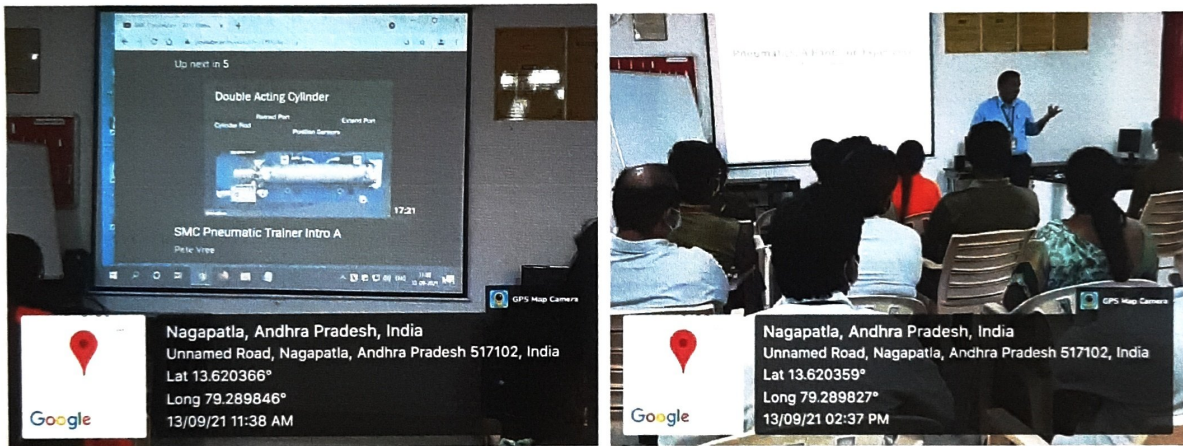 Up next in 5
Double Acting Cylinder
Retract Port
Extend Port
Cylinder Rod
Position Sensors
17:21
SMC Pneumatic Trainer Intro A
Pete Vree
GPS Map Camera
Nagapatla, Andhra Pradesh, India
Unnamed Road, Nagapatla, Andhra Pradesh 517102, India
Lat 13.620366°
Long 79.289846°
13/09/21 11:38 AM
Google
GPS Map Camera
Nagapatla, Andhra Pradesh, India
Unnamed Road, Nagapatla, Andhra Pradesh 517102, India
Lat 13.620359°
Long 79.289827°
13/09/21 02:37 PM
Google